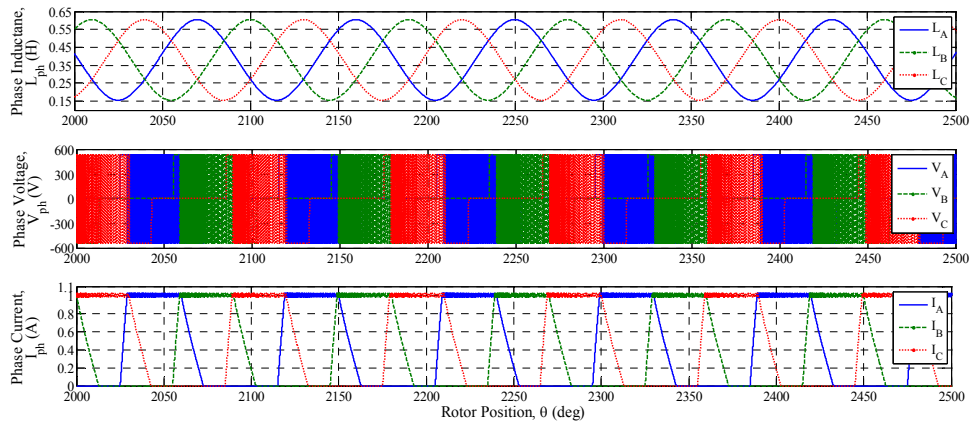 Phase Inductance,
L_ph (H)
0.65
0.55
0.45
0.35
0.25
0.15
L_A
L_B
L_C
2000 2050 2100 2150 2200 2250 2300 2350 2400 2450 2500
Phase Voltage,
V_ph (V)
600
300
0
-300
-600
V_A
V_B
V_C
2000 2050 2100 2150 2200 2250 2300 2350 2400 2450 2500
Phase Current,
I_ph (A)
1.1
1
0.8
0.6
0.4
0.2
0
I_A
I_B
I_C
2000 2050 2100 2150 2200 2250 2300 2350 2400 2450 2500
Rotor Position, θ (deg)